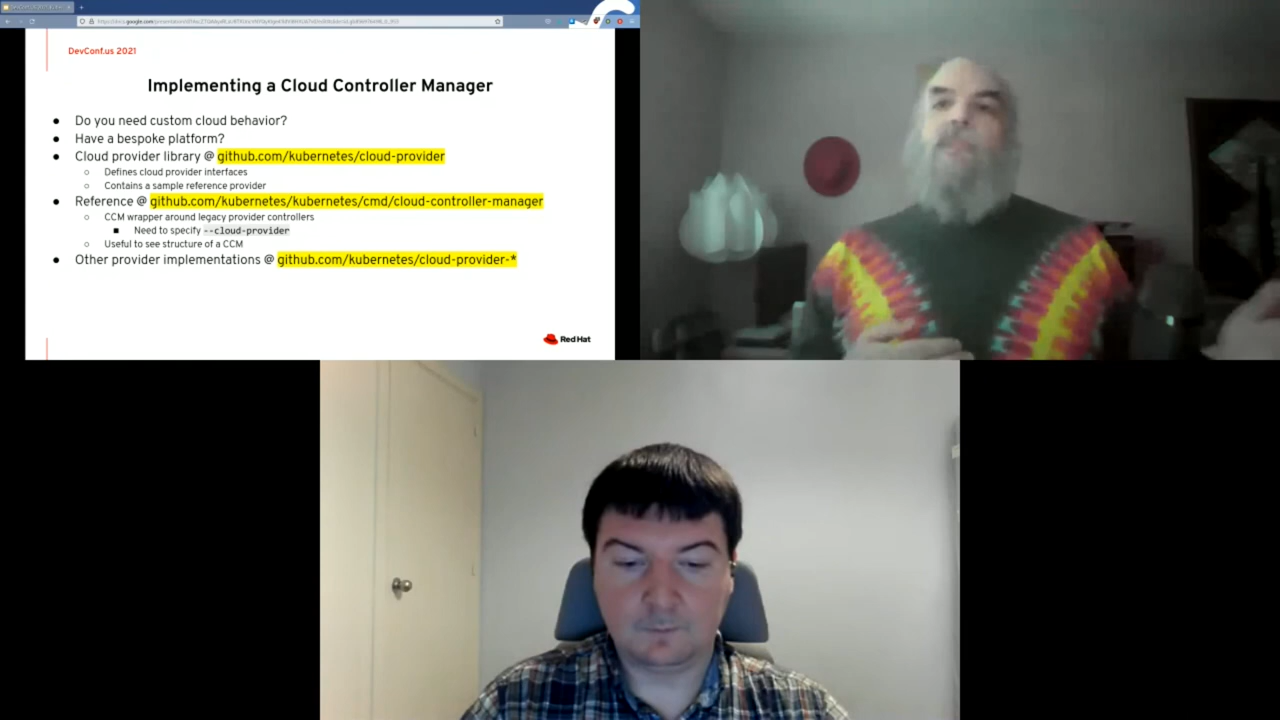 DevConf.us 2021
Implementing a Cloud Controller Manager
● Do you need custom cloud behavior?
● Have a bespoke platform?
● Cloud provider library @ github.com/kubernetes/cloud-provider
○ Defines cloud provider interfaces
○ Contains a sample reference provider
● Reference @ github.com/kubernetes/kubernetes/cmd/cloud-controller-manager
○ CCM wrapper around legacy provider controllers
■ Need to specify --cloud-provider
○ Useful to see structure of a CCM
● Other provider implementations @ github.com/kubernetes/cloud-provider-*
Red Hat